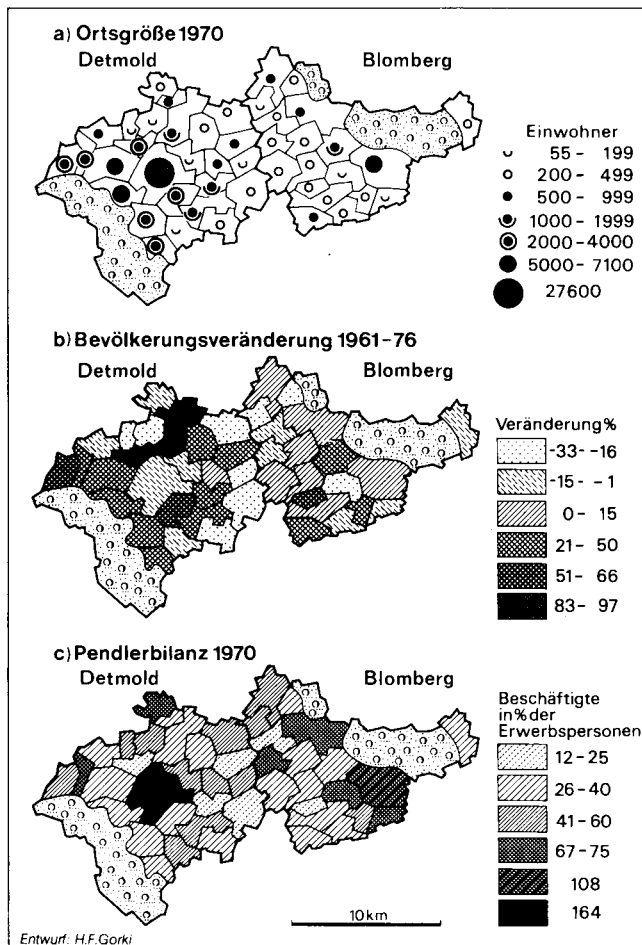 a) Ortsgröße 1970
Detmold Blomberg
Einwohner
55 - 199
200 - 499
500 - 999
1000 - 1999
2000 - 4000
5000 - 7100
27600
b) Bevölkerungsveränderung 1961-76
Detmold Blomberg
Veränderung %
-33 - -16
-15 - -1
0 - 15
21 - 50
51 - 66
83 - 97
c) Pendlerbilanz 1970
Detmold Blomberg
Beschäftigte
in % der
Erwerbspersonen
12 - 25
26 - 40
41 - 60
67 - 75
108
164
10 km
Entwurf: H.F.Gorki